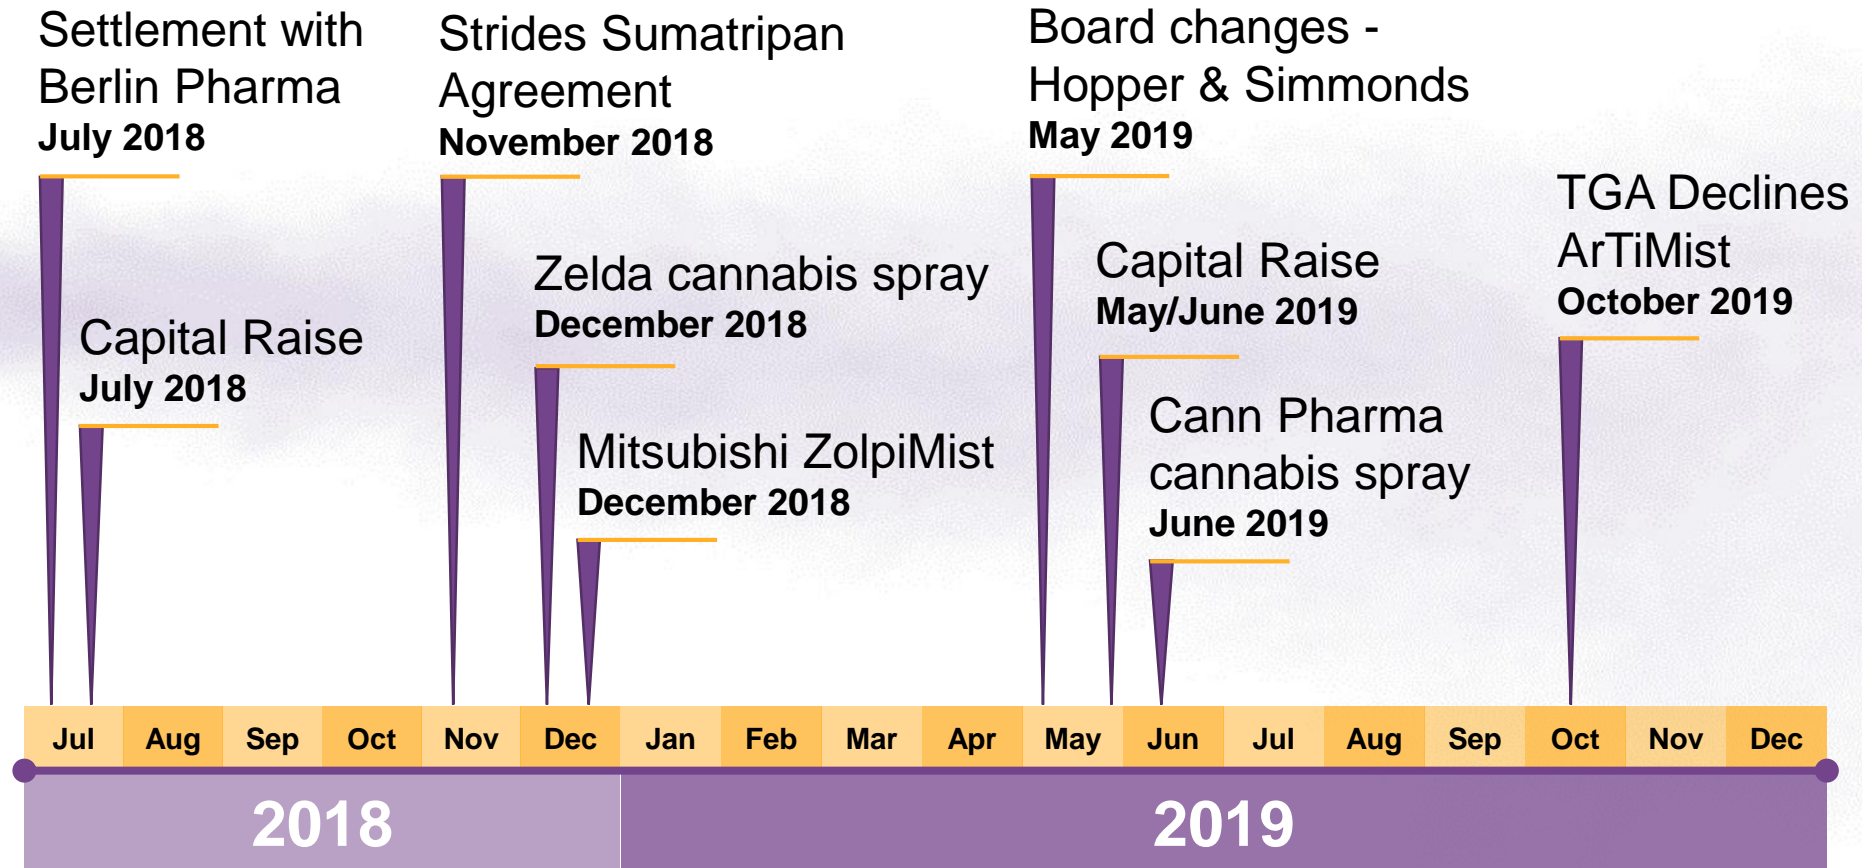 Settlement with
Berlin Pharma
July 2018
Capital Raise
July 2018
Strides Sumatripan
Agreement
November 2018
Zelda cannabis spray
December 2018
Mitsubishi ZolpiMist
December 2018
Board changes -
Hopper & Simmonds
May 2019
Capital Raise
May/June 2019
Cann Pharma
cannabis spray
June 2019
TGA Declines
ArTiMist
October 2019
Jul Aug Sep Oct Nov Dec Jan Feb Mar Apr May Jun Jul Aug Sep Oct Nov Dec
2018 2019